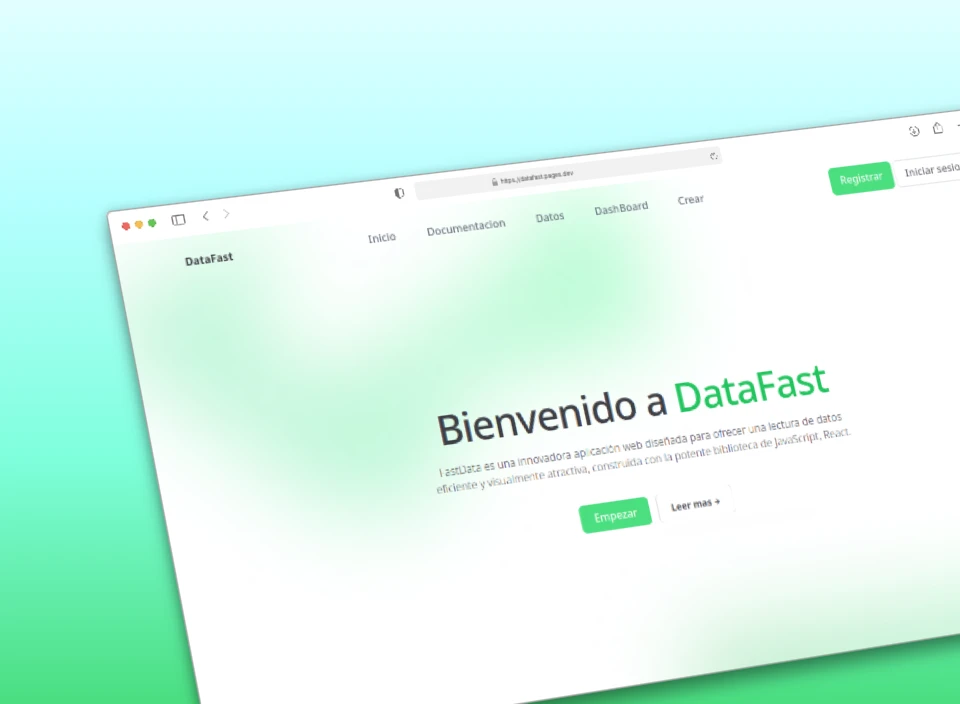 https://datafast.pages.dev
DataFast
Inicio
Documentacion
Datos
DashBoard
Crear
Registrar
Iniciar sesio
Bienvenido a DataFast
FastData es una innovadora aplicación web diseñada para ofrecer una lectura de datos
eficiente y visualmente atractiva, construida con la potente biblioteca de JavaScript, React.
Empezar
Leer mas →